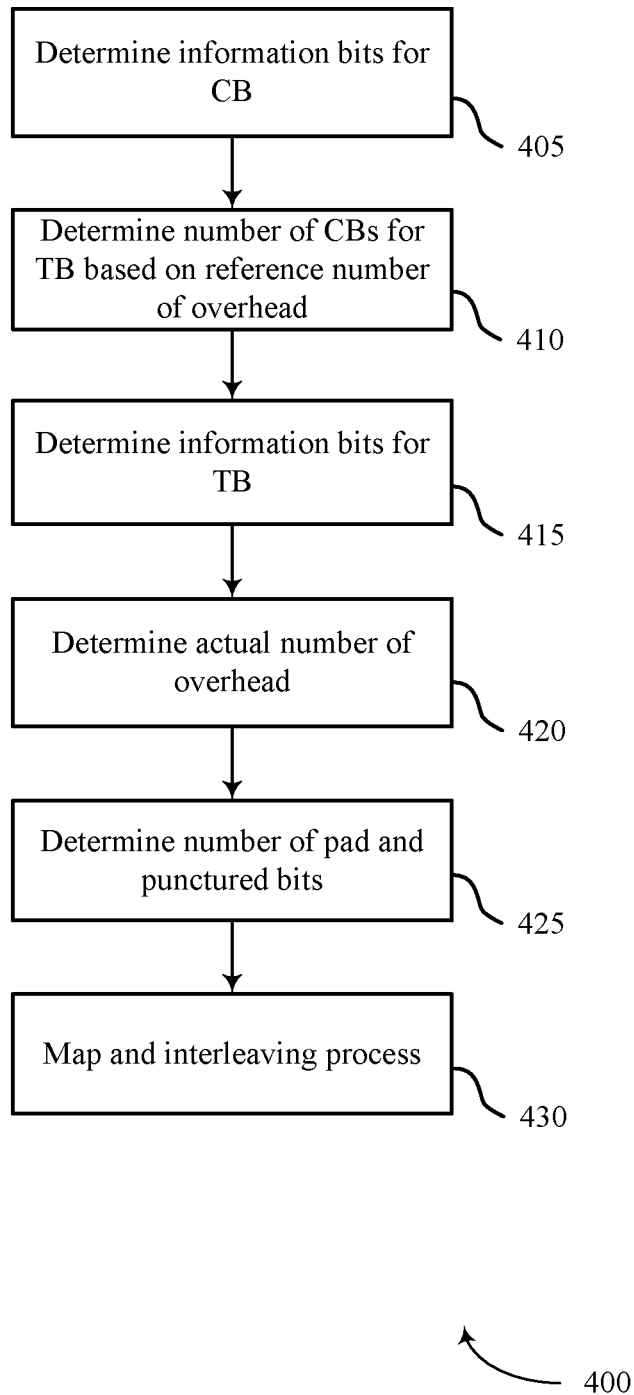 Determine information bits for
CB
405
Determine number of CBs for
TB based on reference number
of overhead
410
Determine information bits for
TB
415
Determine actual number of
overhead
420
Determine number of pad and
punctured bits
425
Map and interleaving process
430
400